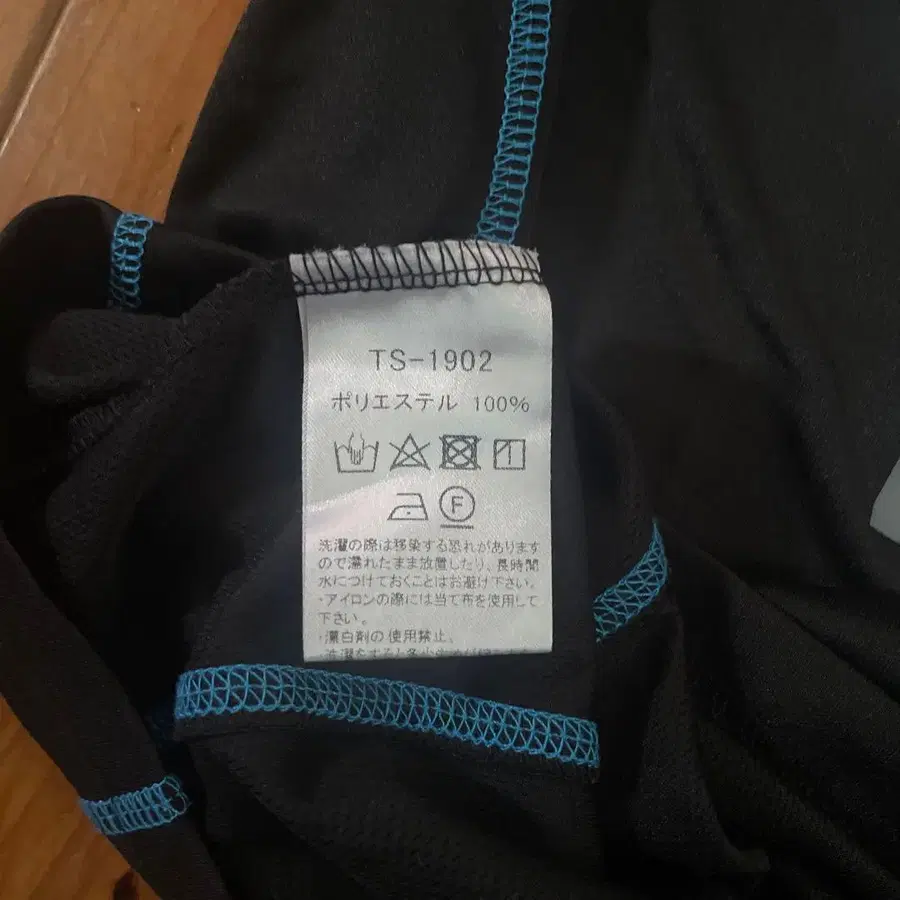 TS-1902
ポリエステル 100%
F
洗濯の際は移染する恐れがあります
ので濡れたまま放置したり、長時間
水につけておくことはお避け下さい。
・アイロンの際には当て布を使用して
下さい。
・漂白剤の使用禁止。